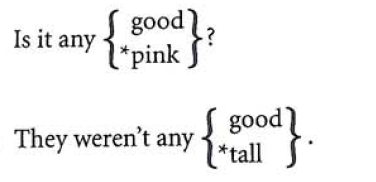 Is it any { good
*pink }?
They weren't any { good
*tall } .